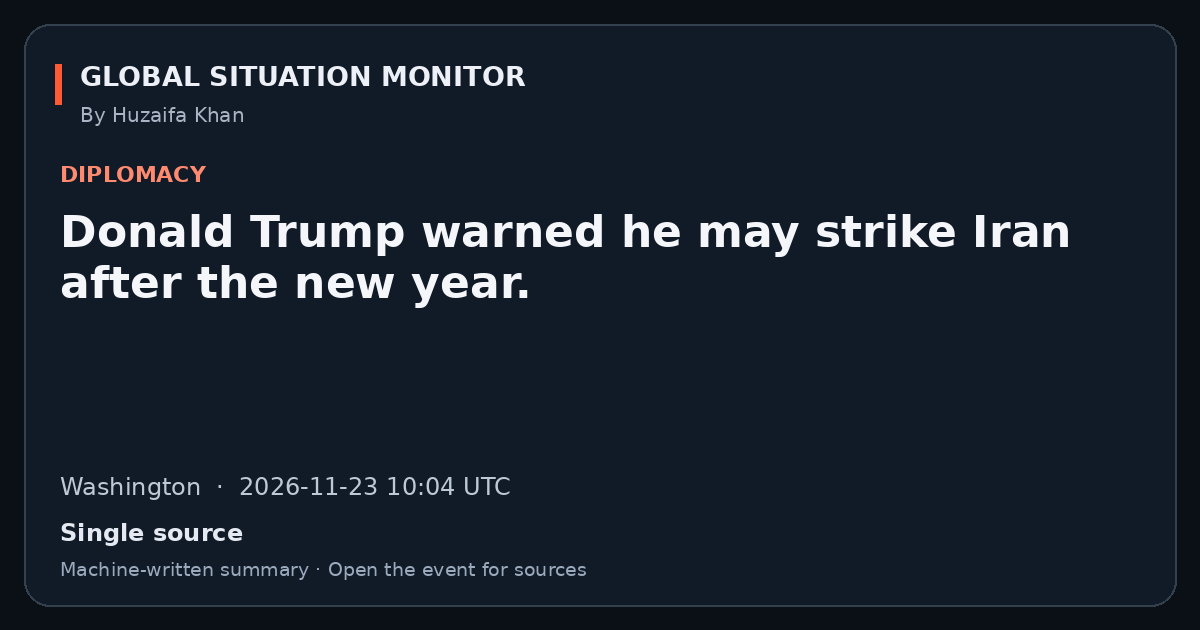 GLOBAL SITUATION MONITOR
By Huzaifa Khan
DIPLOMACY
Donald Trump warned he may strike Iran
after the new year.
Washington · 2026-11-23 10:04 UTC
Single source
Machine-written summary · Open the event for sources